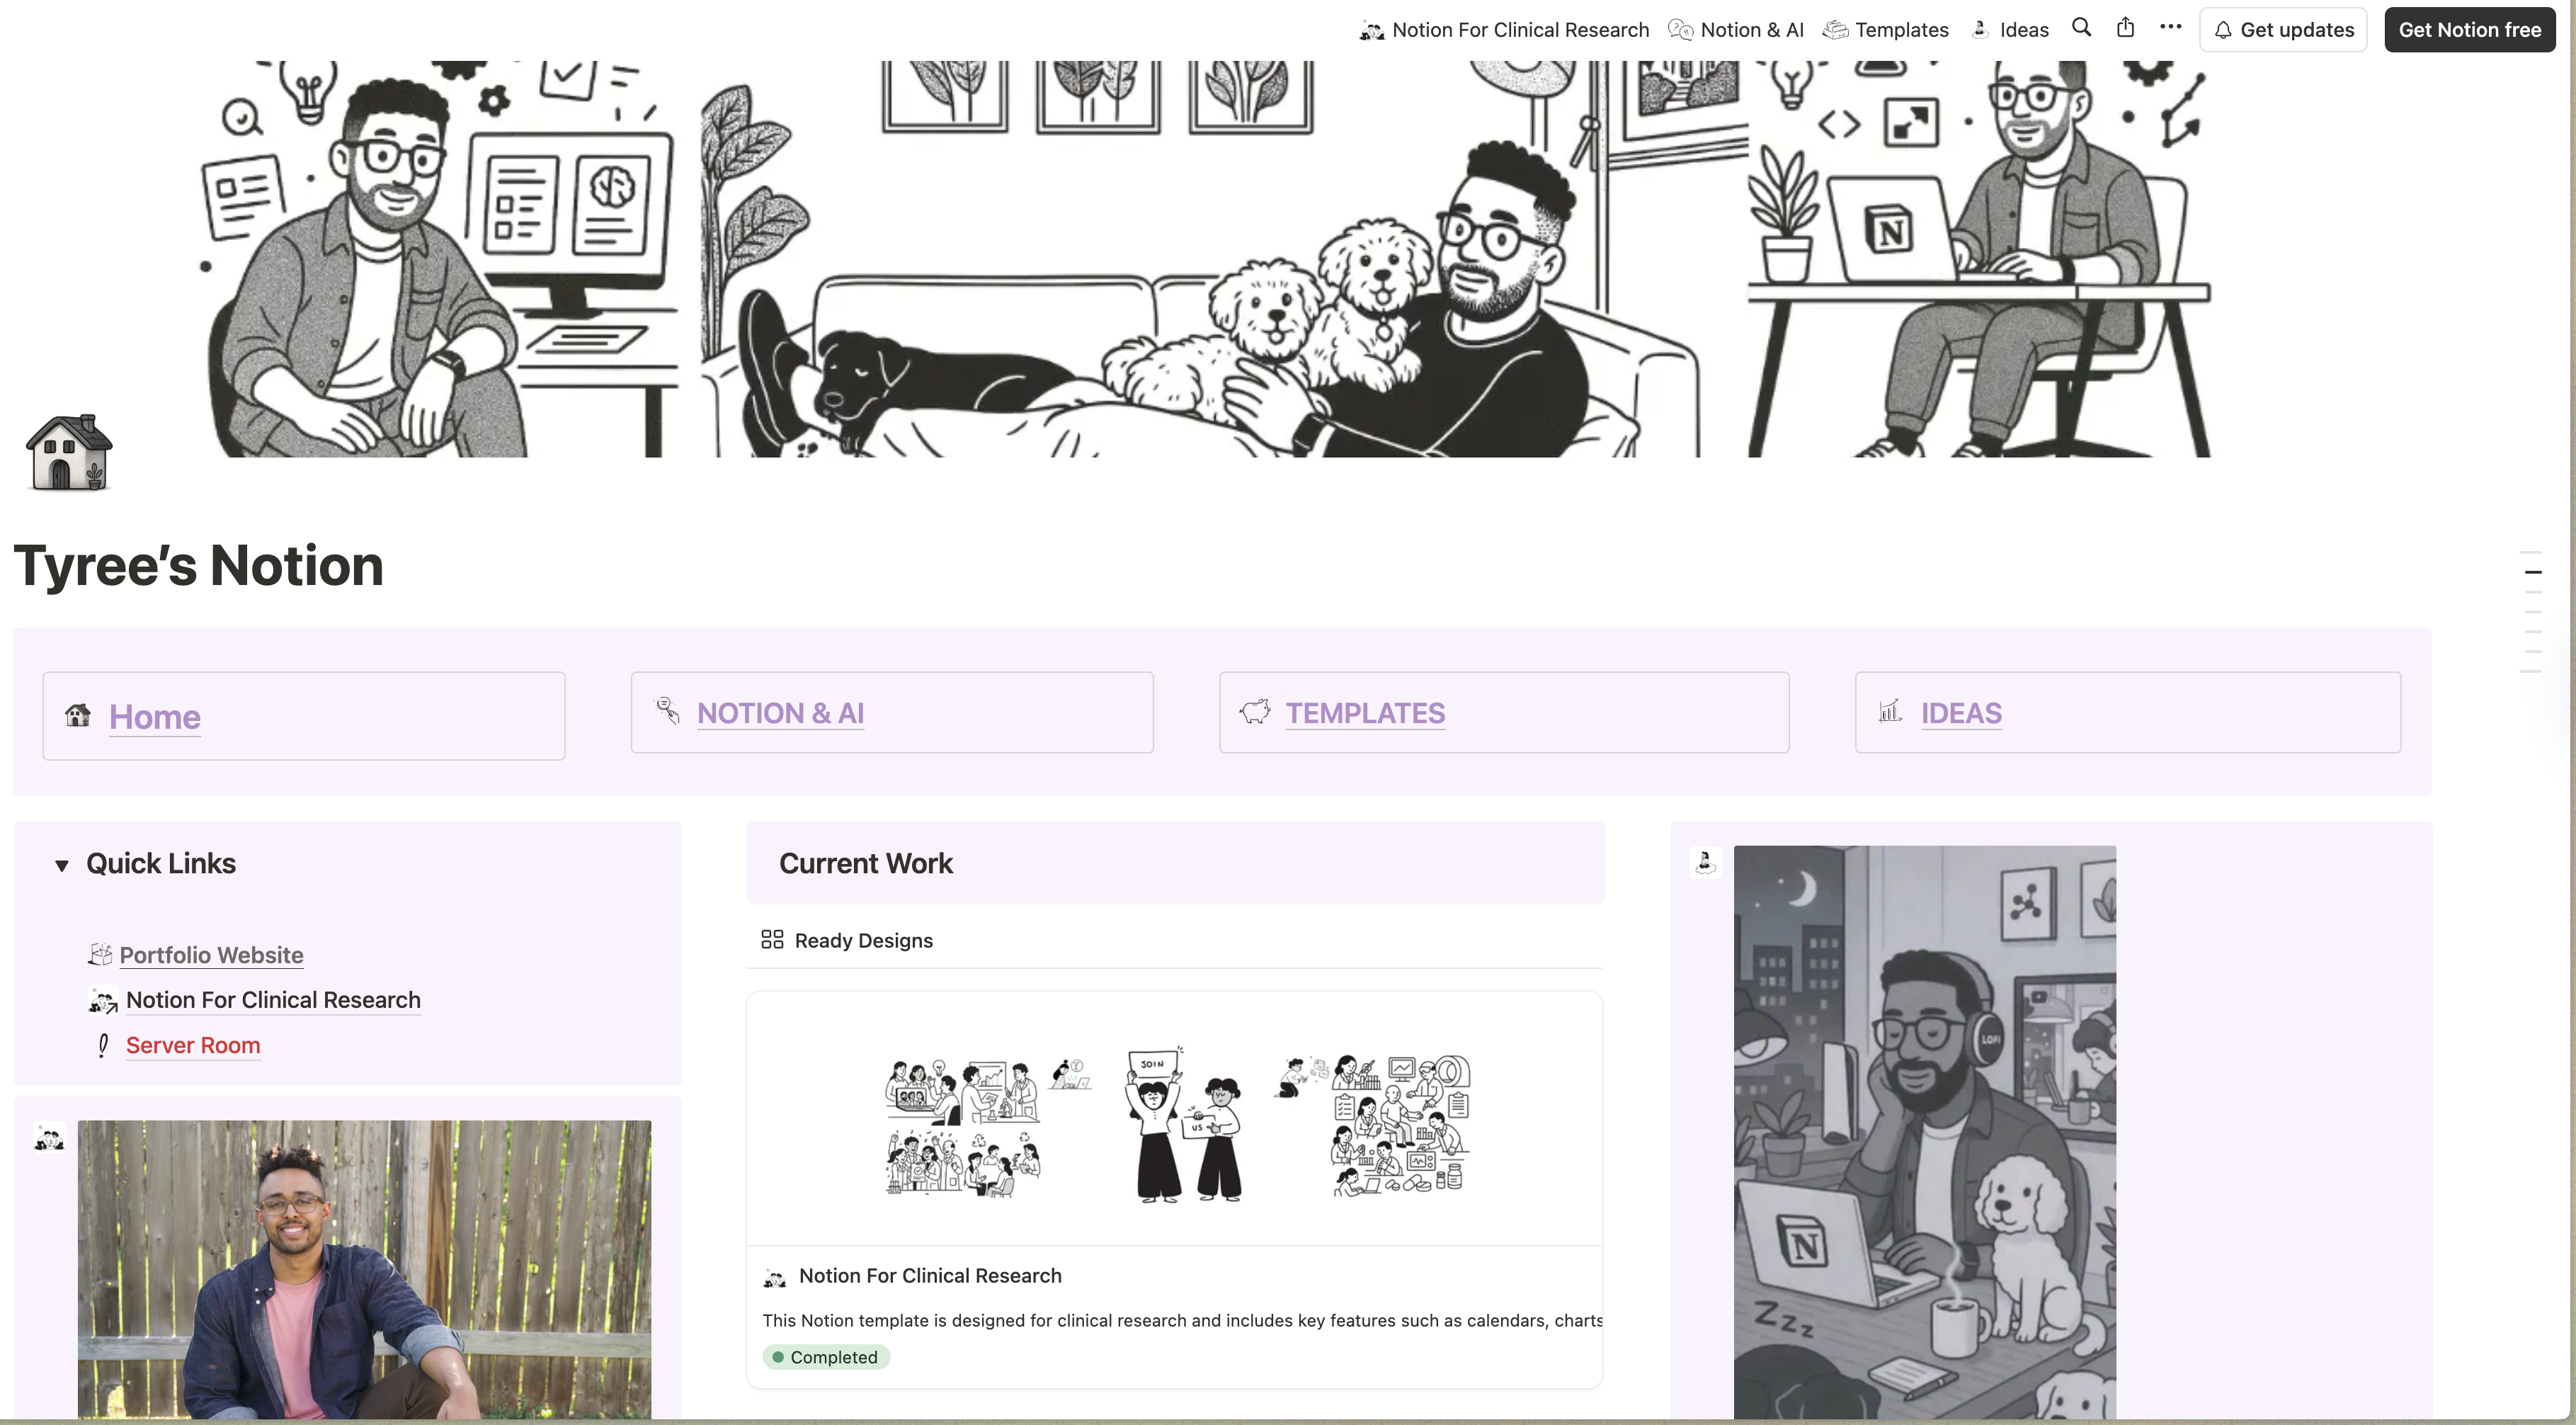 Notion For Clinical Research Notion & AI Templates Ideas Get updates Get Notion free
N
Tyree’s Notion
Home NOTION & AI TEMPLATES IDEAS
Quick Links
Portfolio Website
Notion For Clinical Research
Server Room
Current Work
Ready Designs
JOIN
US
Notion For Clinical Research
This Notion template is designed for clinical research and includes key features such as calendars, charts
Completed
LOFI
N
Zzzz